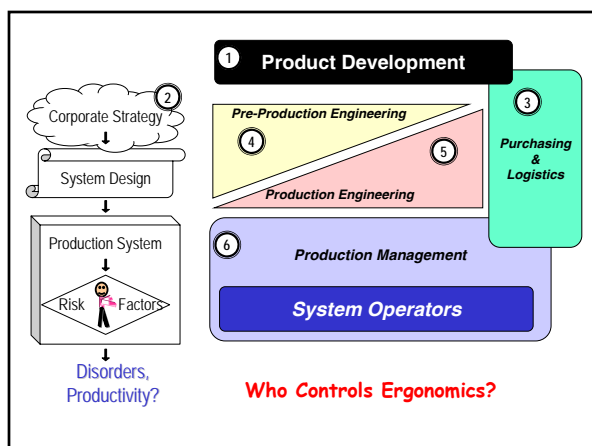 1
Product Development
2
Corporate Strategy
System Design
Production System
Risk Factors
Disorders,
Productivity?
Pre-Production Engineering
4
5
Production Engineering
3
Purchasing
&
Logistics
6
Production Management
System Operators
Who Controls Ergonomics?